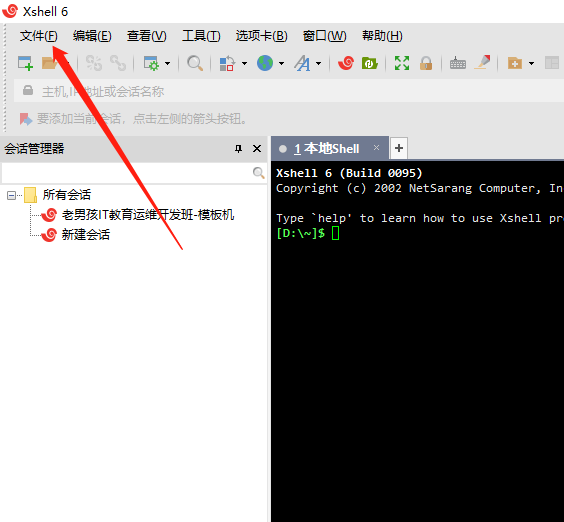 Xshell 6
文件(F) 编辑(E) 查看(V) 工具(T) 选项卡(B) 窗口(W) 帮助(H)
主机,IP地址或会话名称
要添加当前会话，点击左侧的箭头按钮。
会话管理器
1 本地Shell
所有会话
老男孩IT教育运维开发班-模板机
新建会话
Xshell 6 (Build 0095)
Copyright (c) 2002 NetSarang Computer, In
Type `help' to learn how to use Xshell pr
[D:\~]$